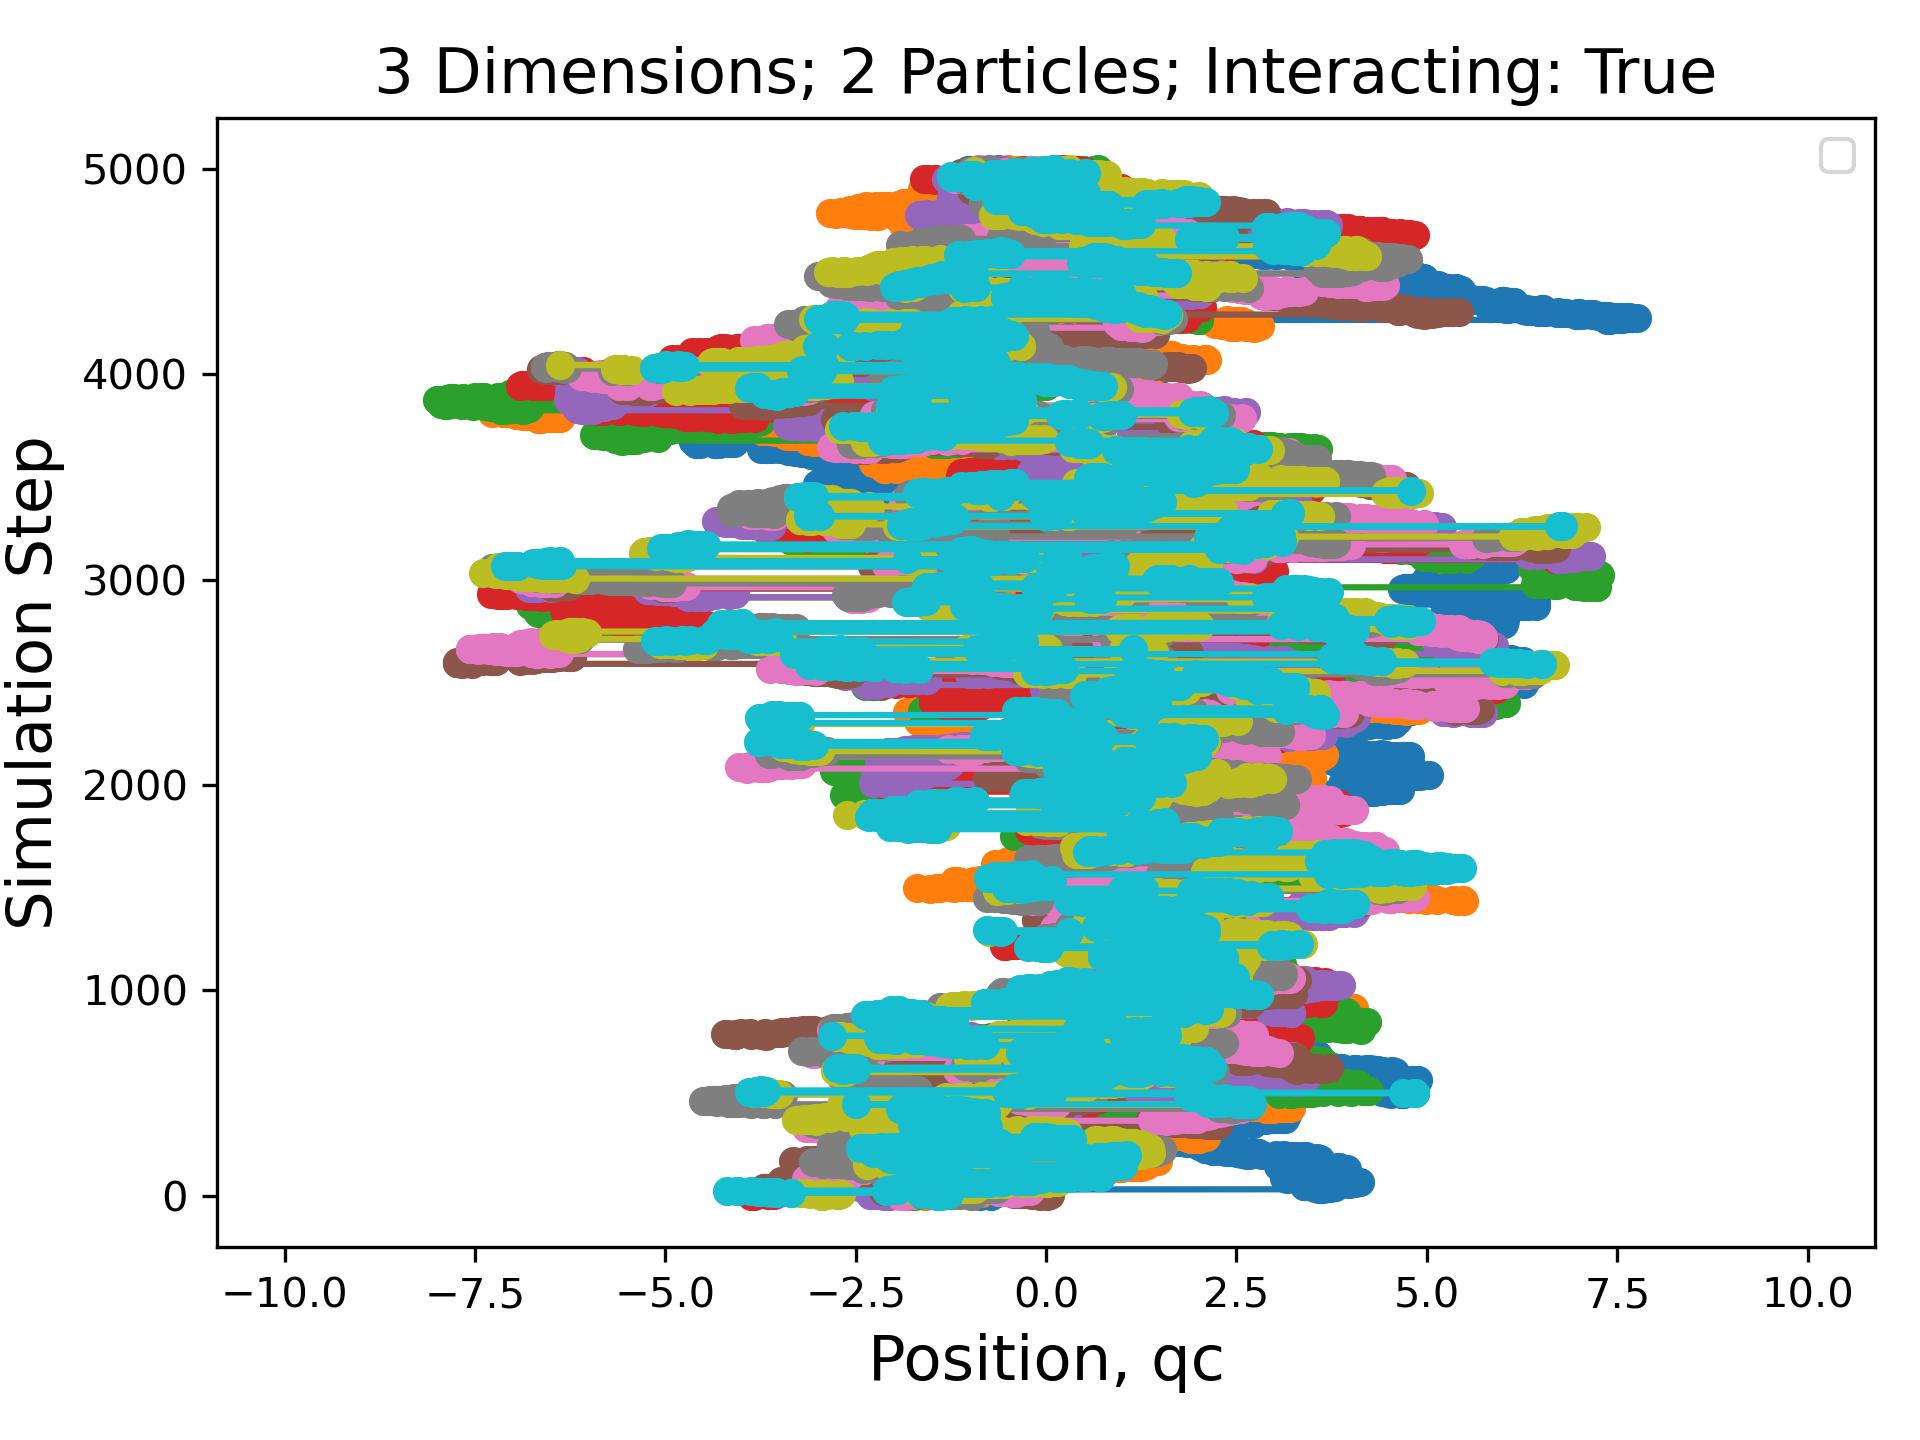 3 Dimensions; 2 Particles; Interacting: True
Simulation Step
5000
4000
3000
2000
1000
0
−10.0 −7.5 −5.0 −2.5 0.0 2.5 5.0 7.5 10.0
Position, qc